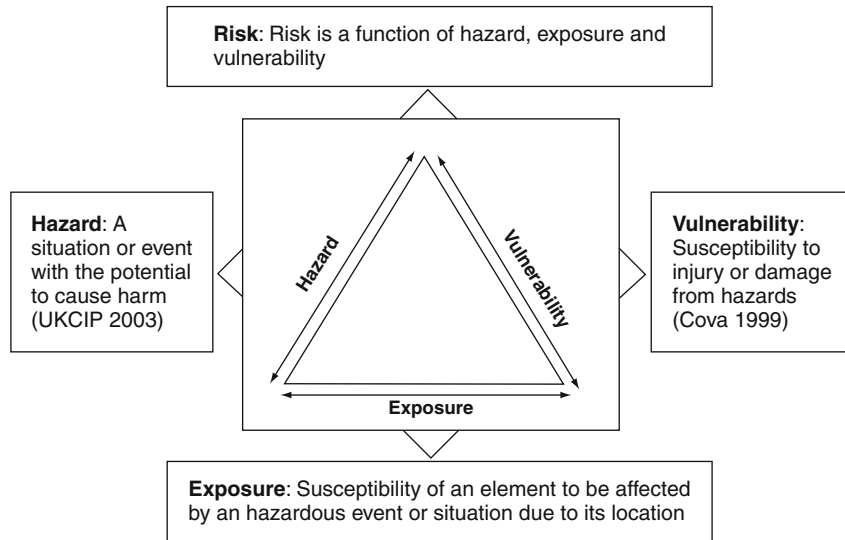 Risk: Risk is a function of hazard, exposure and
vulnerability
Hazard: A
situation or event
with the potential
to cause harm
(UKCIP 2003)
Hazard
Vulnerability
Exposure
Vulnerability:
Susceptibility to
injury or damage
from hazards
(Cova 1999)
Exposure: Susceptibility of an element to be affected
by an hazardous event or situation due to its location